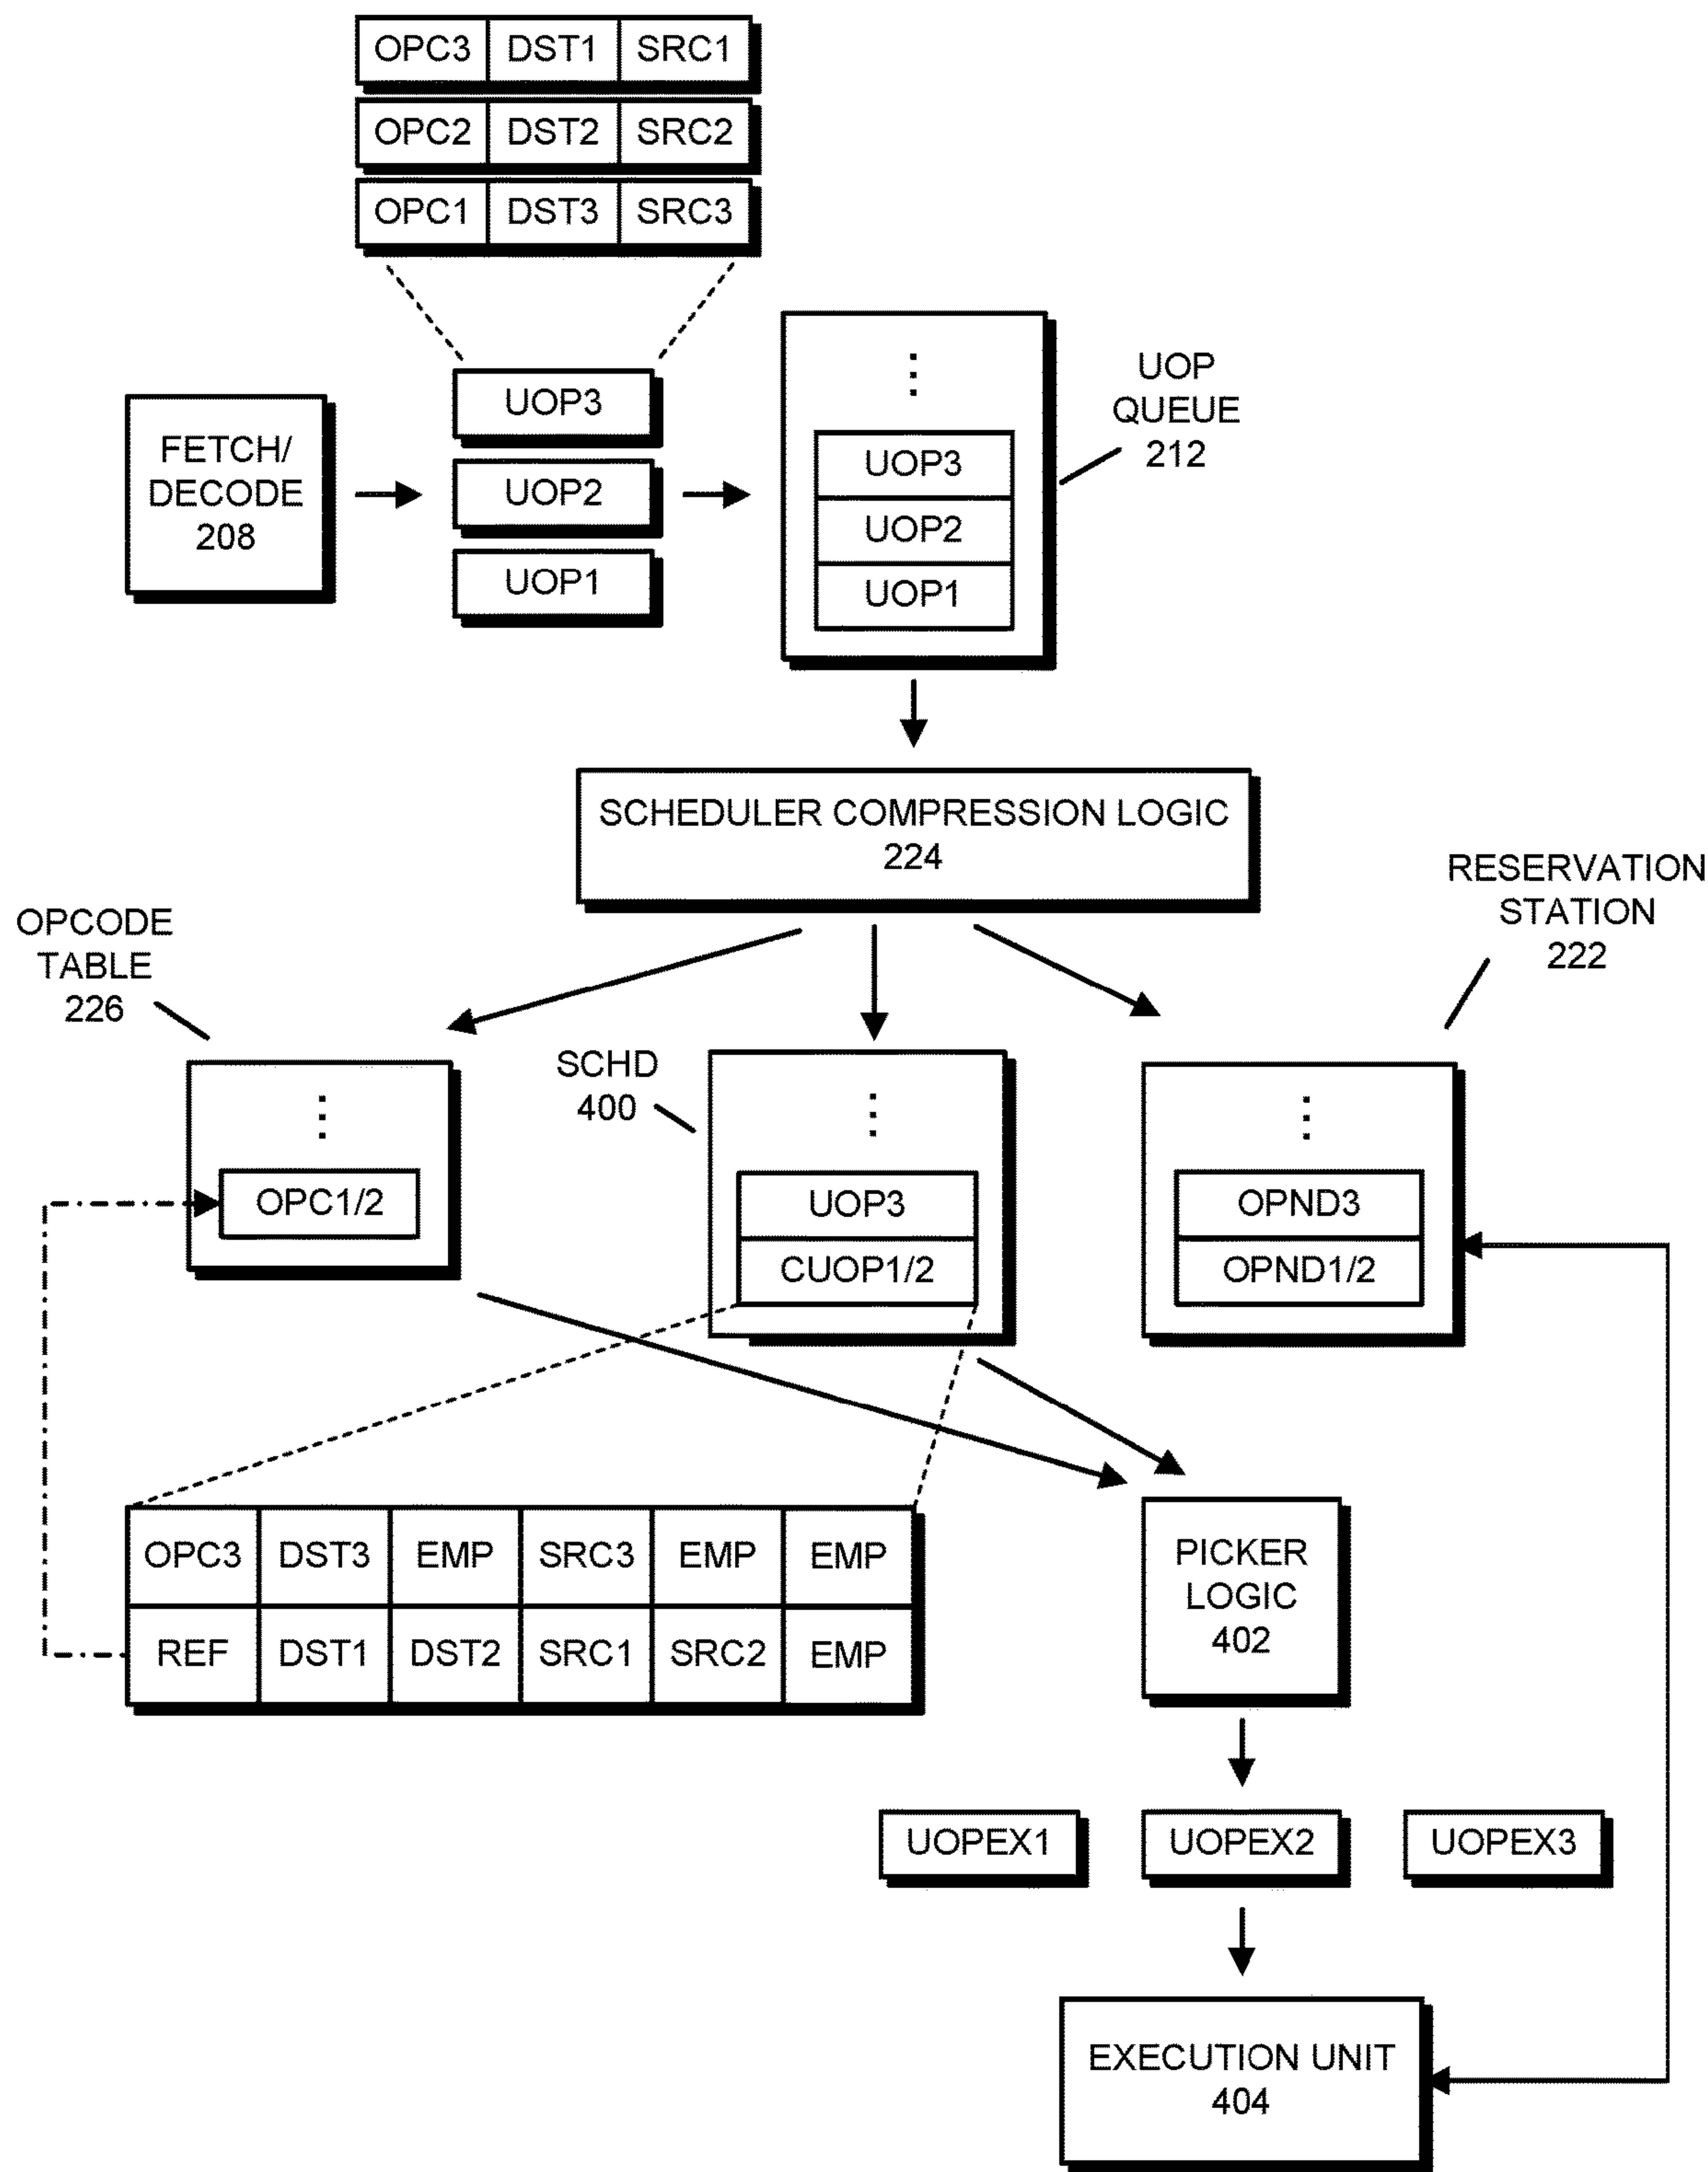 OPC3 DST1 SRC1
OPC2 DST2 SRC2
OPC1 DST3 SRC3
UOP
QUEUE
212
FETCH/
DECODE
208
UOP3
UOP2
UOP1
⋮
UOP3
UOP2
UOP1
SCHEDULER COMPRESSION LOGIC
224
OPCODE
TABLE
226
RESERVATION
STATION
222
SCHD
400
⋮
OPC1/2
⋮
UOP3
CUOP1/2
⋮
OPND3
OPND1/2
OPC3 DST3 EMP SRC3 EMP EMP
REF DST1 DST2 SRC1 SRC2 EMP
PICKER
LOGIC
402
UOPEX1 UOPEX2 UOPEX3
EXECUTION UNIT
404